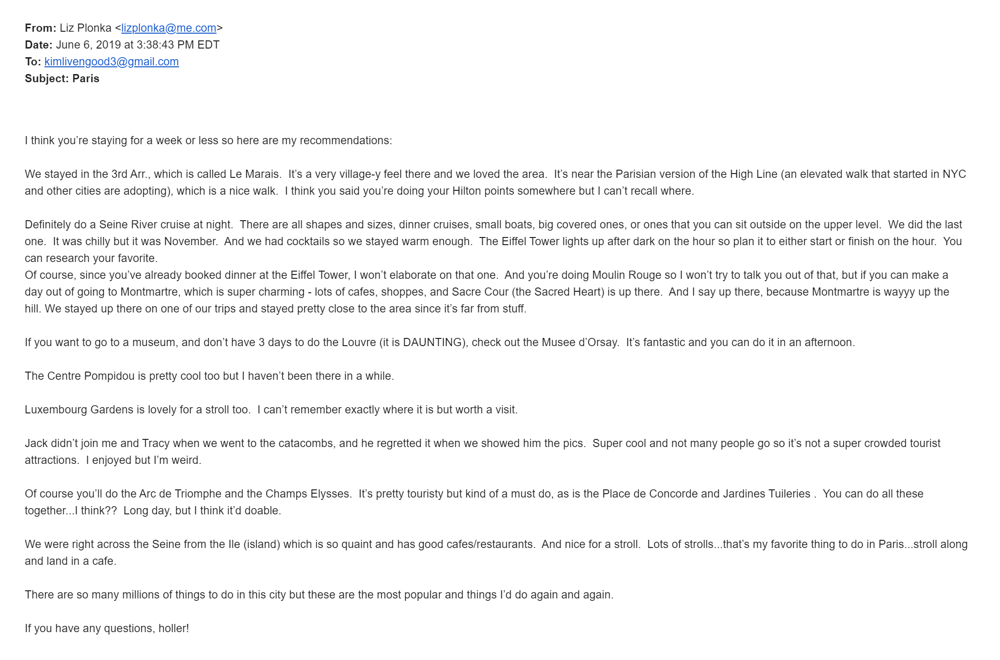 From: Liz Plonka <lizplonka@me.com>
Date: June 6, 2019 at 3:38:43 PM EDT
To: kimlivengood3@gmail.com
Subject: Paris
I think you’re staying for a week or less so here are my recommendations:
We stayed in the 3rd Arr., which is called Le Marais.  It’s a very village-y feel there and we loved the area.  It’s near the Parisian version of the High Line (an elevated walk that started in NYC
and other cities are adopting), which is a nice walk.  I think you said you’re doing your Hilton points somewhere but I can’t recall where.
Definitely do a Seine River cruise at night.  There are all shapes and sizes, dinner cruises, small boats, big covered ones, or ones that you can sit outside on the upper level.  We did the last
one.  It was chilly but it was November.  And we had cocktails so we stayed warm enough.  The Eiffel Tower lights up after dark on the hour so plan it to either start or finish on the hour.  You
can research your favorite.
Of course, since you’ve already booked dinner at the Eiffel Tower, I won’t elaborate on that one.  And you’re doing Moulin Rouge so I won’t try to talk you out of that, but if you can make a
day out of going to Montmartre, which is super charming - lots of cafes, shoppes, and Sacre Cour (the Sacred Heart) is up there.  And I say up there, because Montmartre is wayyy up the
hill. We stayed up there on one of our trips and stayed pretty close to the area since it’s far from stuff.
If you want to go to a museum, and don’t have 3 days to do the Louvre (it is DAUNTING), check out the Musee d’Orsay.  It’s fantastic and you can do it in an afternoon.
The Centre Pompidou is pretty cool too but I haven’t been there in a while.
Luxembourg Gardens is lovely for a stroll too.  I can’t remember exactly where it is but worth a visit.
Jack didn’t join me and Tracy when we went to the catacombs, and he regretted it when we showed him the pics.  Super cool and not many people go so it’s not a super crowded tourist
attractions.  I enjoyed but I’m weird.
Of course you’ll do the Arc de Triomphe and the Champs Elysses.  It’s pretty touristy but kind of a must do, as is the Place de Concorde and Jardines Tuileries .  You can do all these
together...I think??  Long day, but I think it’d doable.
We were right across the Seine from the Ile (island) which is so quaint and has good cafes/restaurants.  And nice for a stroll.  Lots of strolls...that’s my favorite thing to do in Paris...stroll along
and land in a cafe.
There are so many millions of things to do in this city but these are the most popular and things I’d do again and again.
If you have any questions, holler!